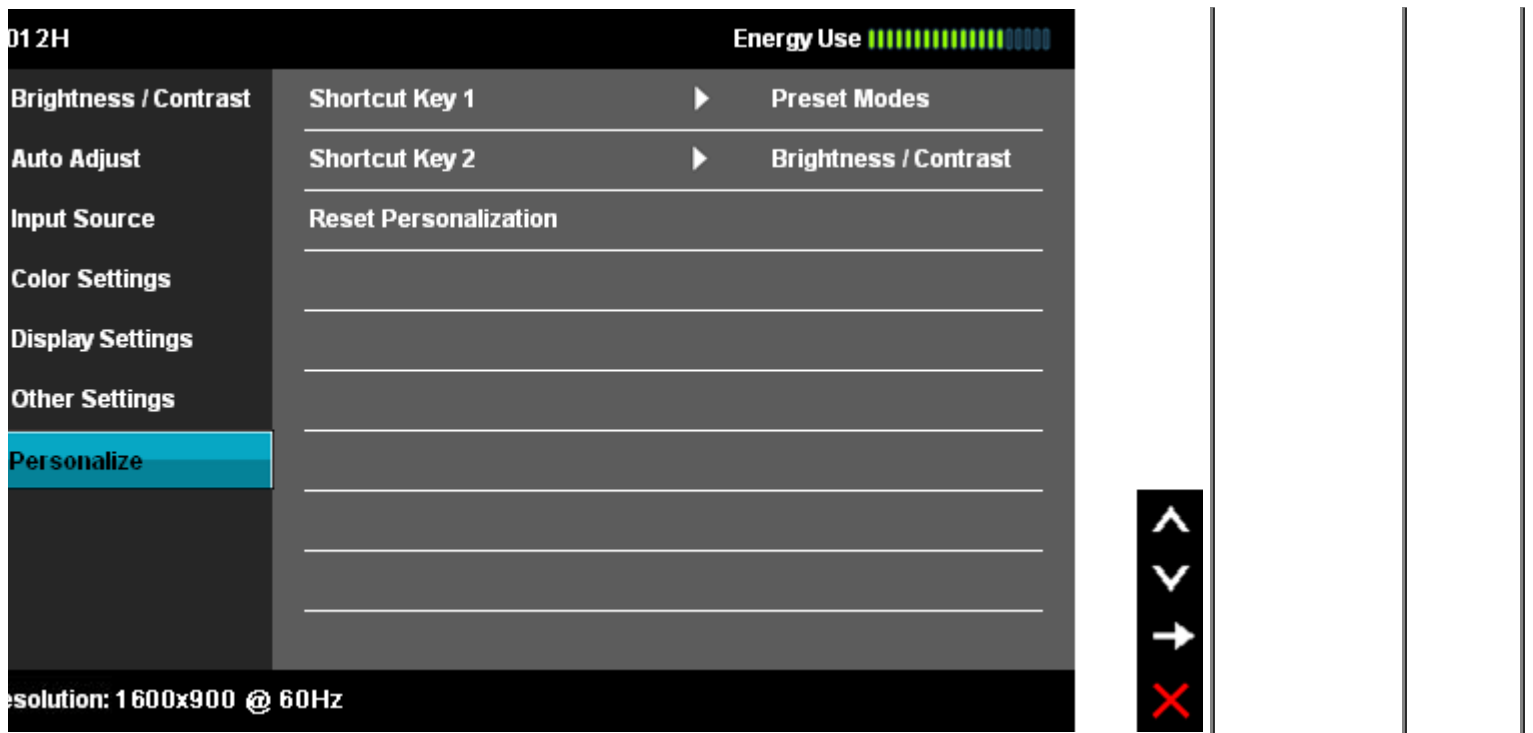 012H
Energy Use
Brightness / Contrast
Shortcut Key 1
Preset Modes
Auto Adjust
Shortcut Key 2
Brightness / Contrast
Input Source
Reset Personalization
Color Settings
Display Settings
Other Settings
Personalize
esolution: 1600x900 @ 60Hz